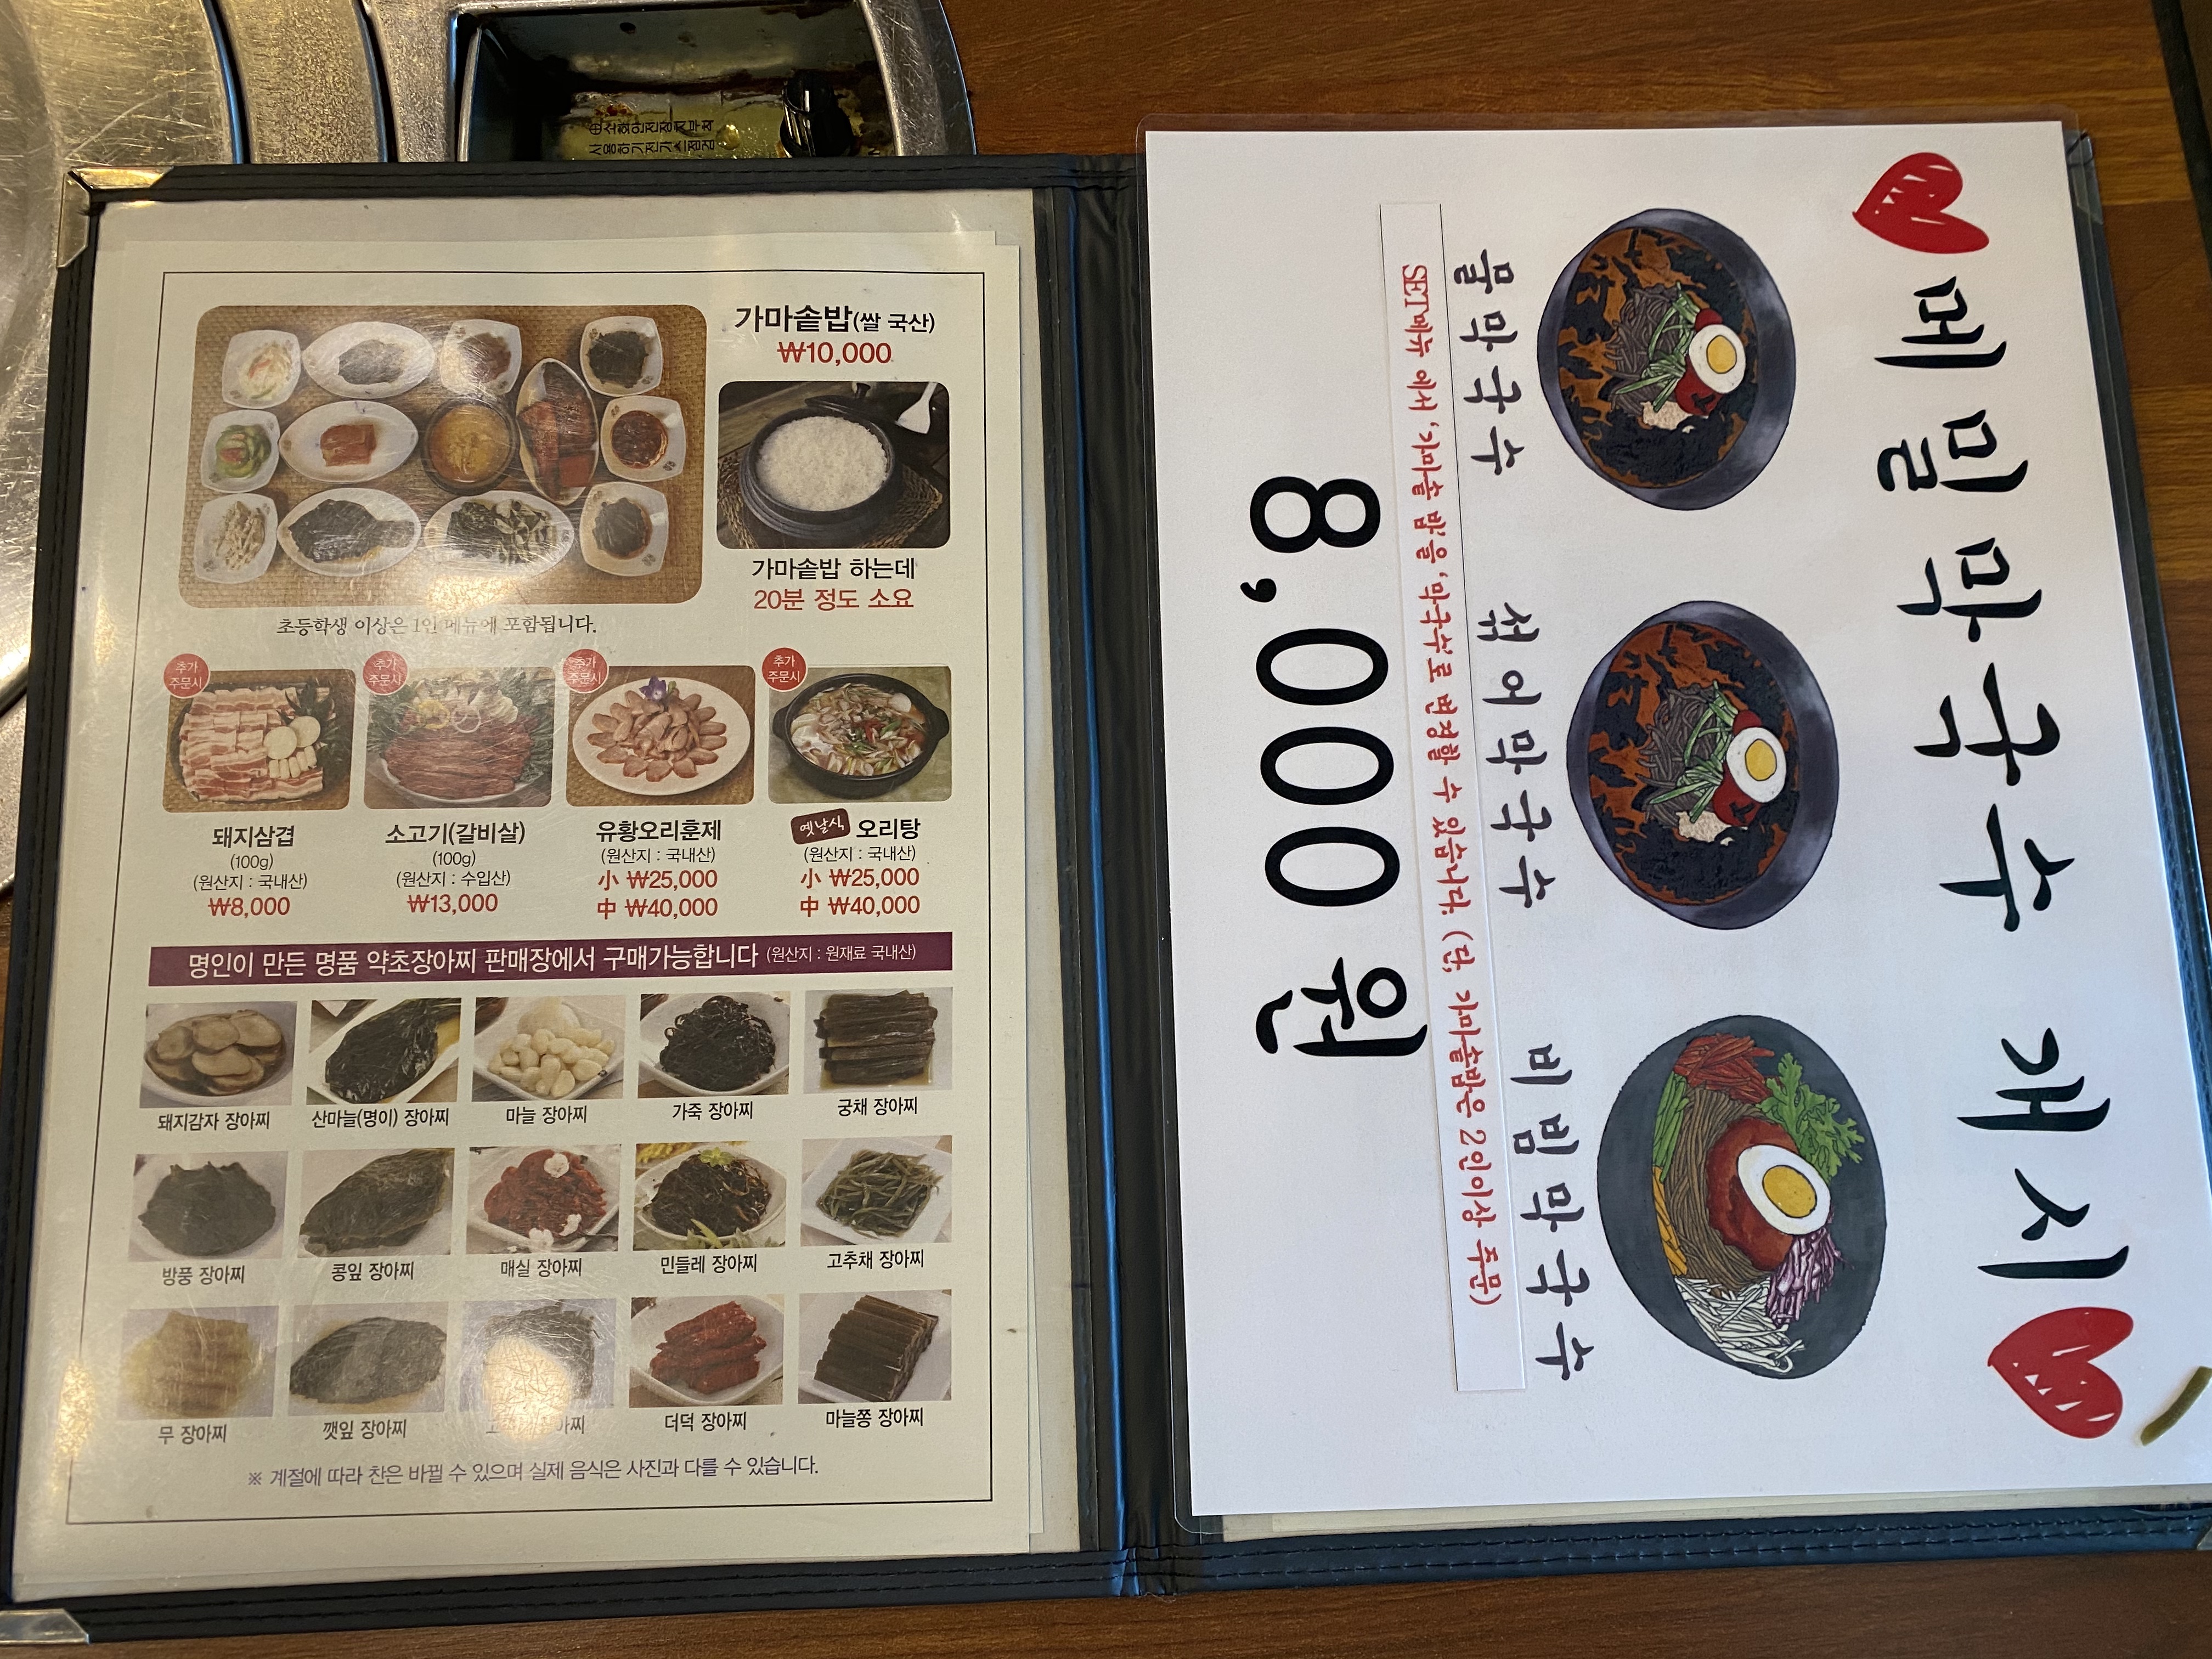 가마솥밥(쌀 국산)
₩10,000
가마솥밥 하는데
20분 정도 소요
초등학생 이상은 1인 메뉴에 포함됩니다.
추가
주문시
추가
주문시
추가
주문시
추가
주문시
돼지삼겹
(100g)
(원산지 : 국내산)
₩8,000
소고기(갈비살)
(100g)
(원산지 : 수입산)
₩13,000
유황오리훈제
(원산지 : 국내산)
小 ₩25,000
中 ₩40,000
옛날식 오리탕
(원산지 : 국내산)
小 ₩25,000
中 ₩40,000
명인이 만든 명품 약초장아찌 판매장에서 구매가능합니다 (원산지 : 원재료 국내산)
돼지감자 장아찌
산마늘(명이) 장아찌
마늘 장아찌
가죽 장아찌
궁채 장아찌
방풍 장아찌
콩잎 장아찌
매실 장아찌
민들레 장아찌
고추채 장아찌
무 장아찌
깻잎 장아찌
장아찌
더덕 장아찌
마늘쫑 장아찌
※ 계절에 따라 찬은 바뀔 수 있으며 실제 음식은 사진과 다를 수 있습니다.
메밀막국수 개시
물막국수
섞어막국수
비빔막국수
SET메뉴 에서 '가마솥 밥'을 '막국수'로 변경할 수 있습니다. (단, 가마솥밥은 2인이상 주문)
8,000원